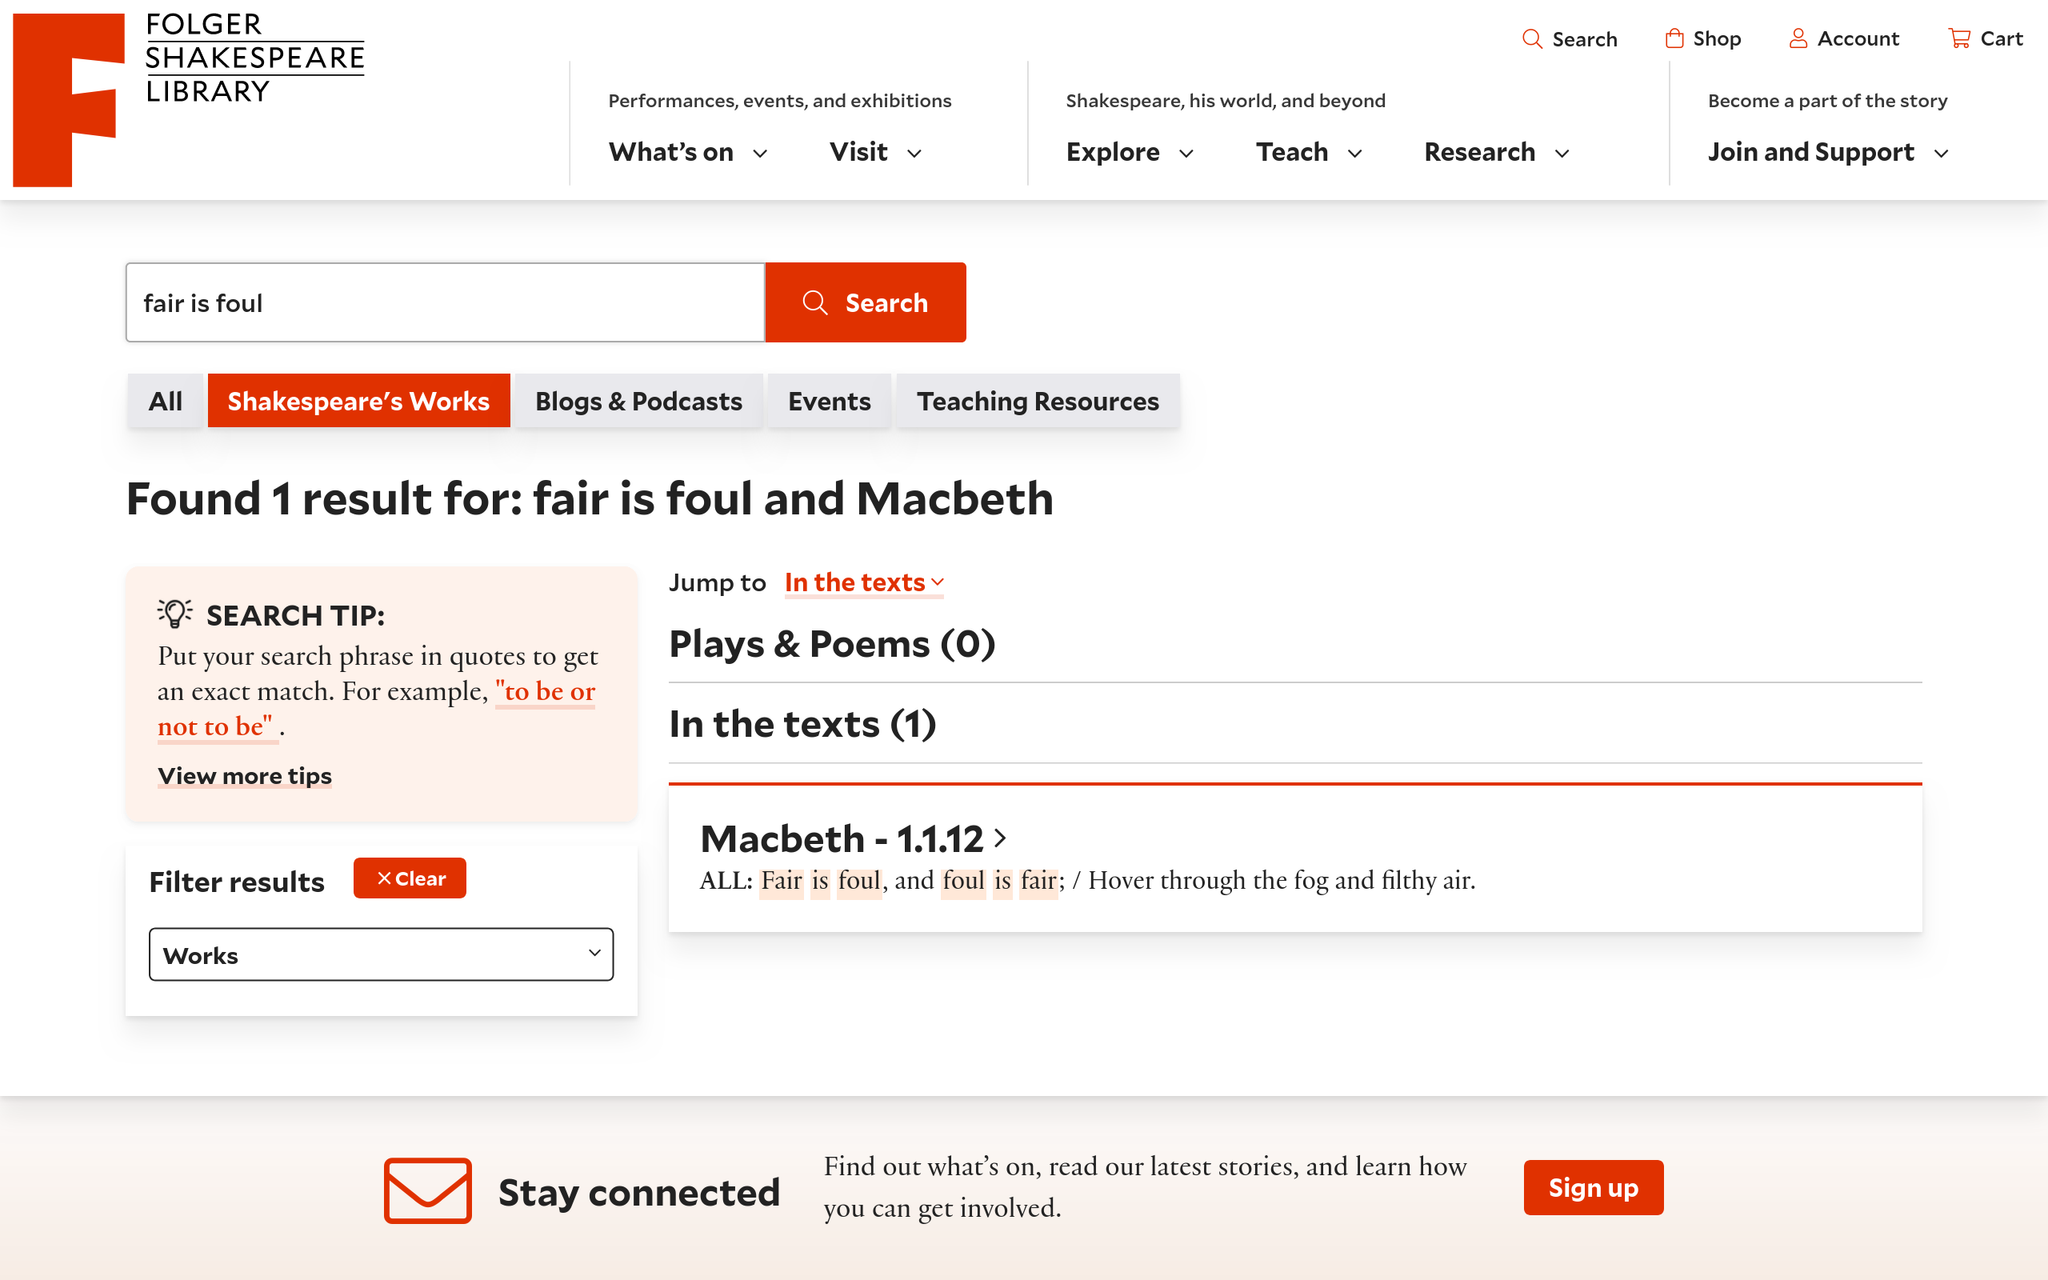 FOLGER
SHAKESPEARE
LIBRARY
Search
Shop
Account
Cart
Performances, events, and exhibitions
What’s on
Visit
Shakespeare, his world, and beyond
Explore
Teach
Research
Become a part of the story
Join and Support
fair is foul
Search
All
Shakespeare’s Works
Blogs & Podcasts
Events
Teaching Resources
Found 1 result for: fair is foul and Macbeth
SEARCH TIP:
Put your search phrase in quotes to get
an exact match. For example, "to be or
not to be" .
View more tips
Filter results
Clear
Works
Jump to In the texts
Plays & Poems (0)
In the texts (1)
Macbeth - 1.1.12
ALL: Fair is foul, and foul is fair; / Hover through the fog and filthy air.
Stay connected
Find out what’s on, read our latest stories, and learn how
you can get involved.
Sign up